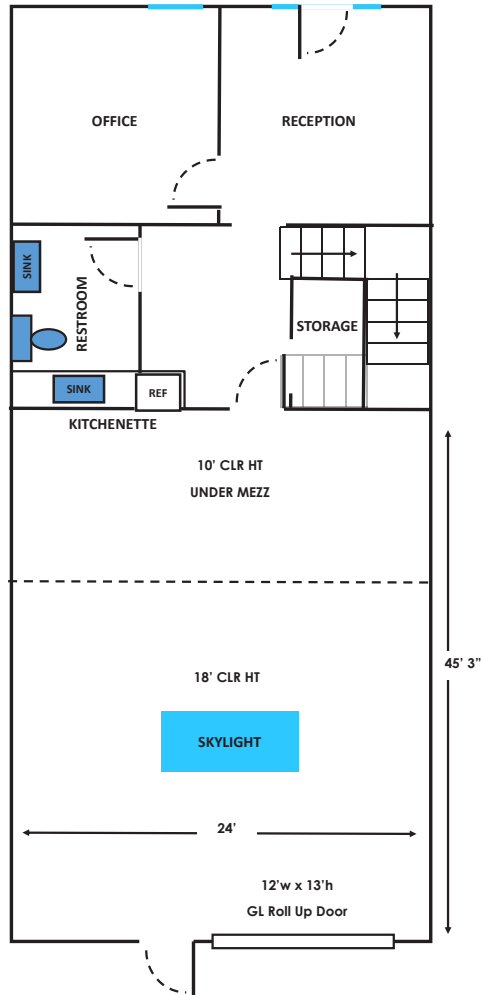 OFFICE
RECEPTION
SINK
RESTROOM
STORAGE
SINK
REF
KITCHENETTE
10’ CLR HT
UNDER MEZZ
45’ 3”
18’ CLR HT
SKYLIGHT
24’
12’w x 13’h
GL Roll Up Door